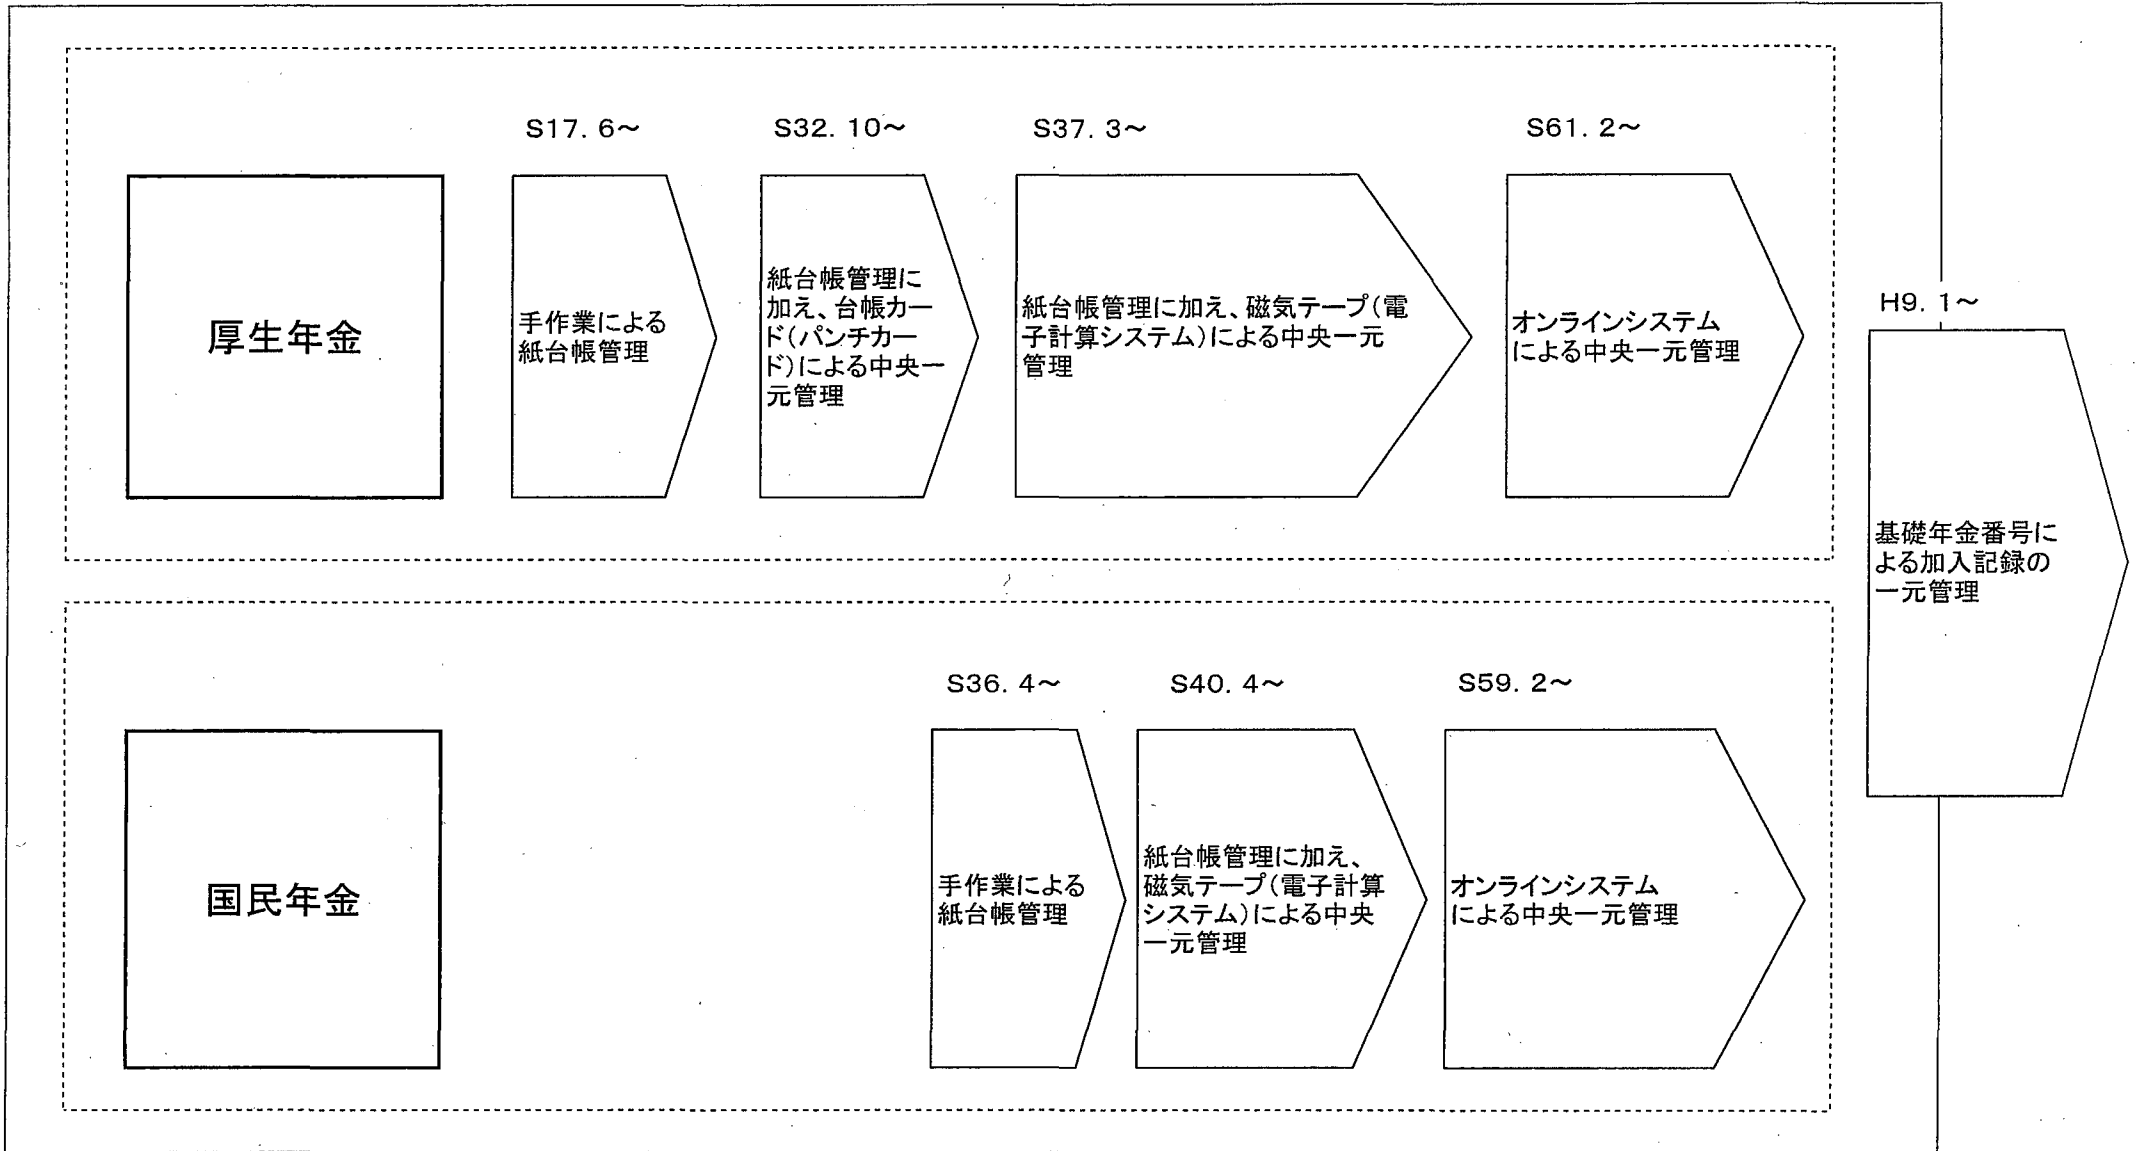 S17. 6～
S32. 10～
S37. 3～
S61. 2～
厚生年金
手作業による
紙台帳管理
紙台帳管理に
加え、台帳カー
ド(パンチカー
ド)による中央一
元管理
紙台帳管理に加え、磁気テープ(電
子計算システム)による中央一元
管理
オンラインシステム
による中央一元管理
H9. 1～
基礎年金番号に
よる加入記録の
一元管理
S36. 4～
S40. 4～
S59. 2～
国民年金
手作業による
紙台帳管理
紙台帳管理に加え、
磁気テープ(電子計算
システム)による中央
一元管理
オンラインシステム
による中央一元管理